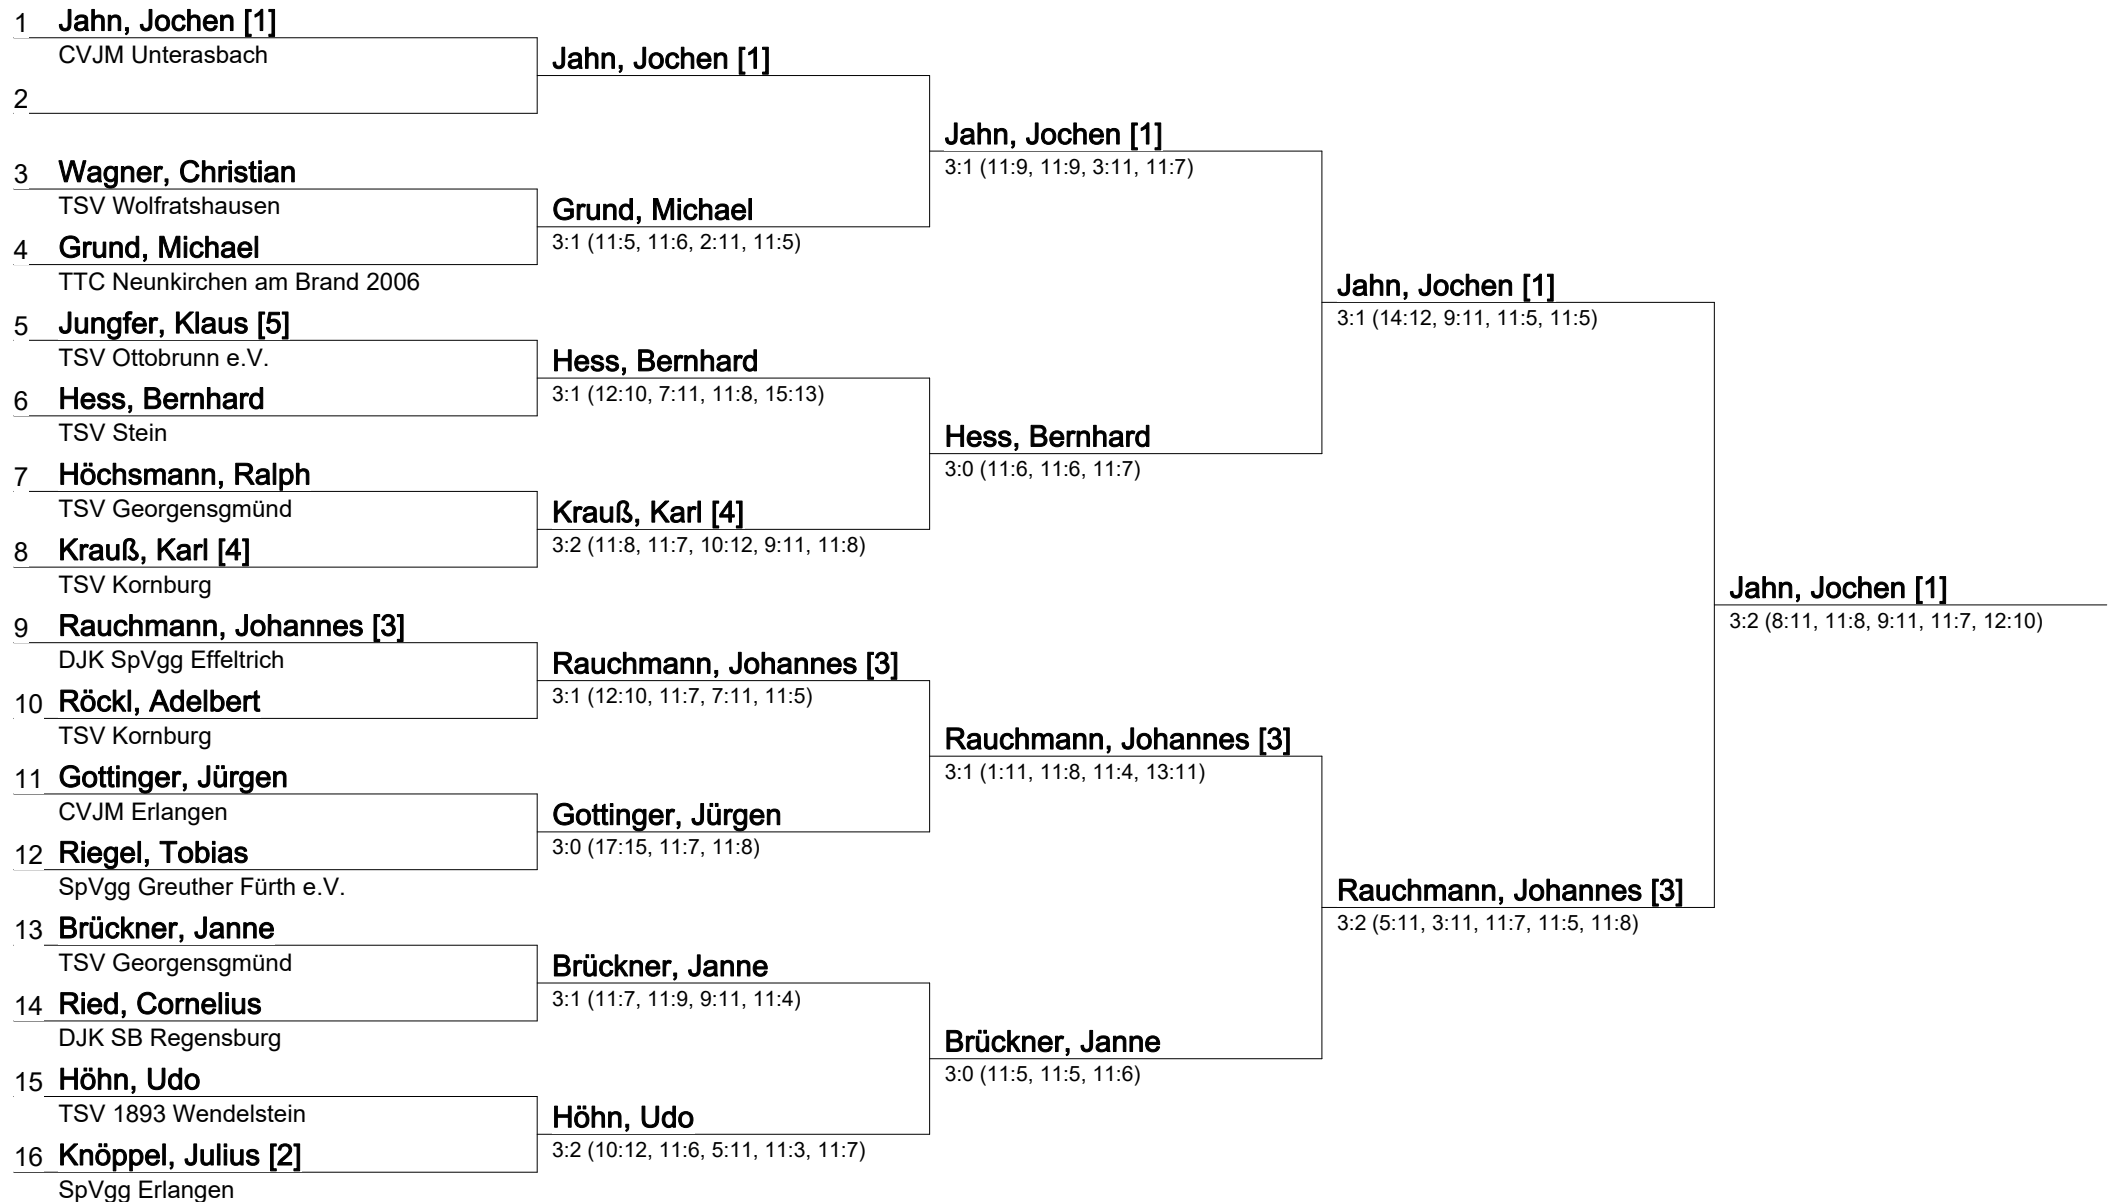 1 Jahn, Jochen [1]
CVJM Unterasbach
Jahn, Jochen [1]
2
Jahn, Jochen [1]
3:1 (11:9, 11:9, 3:11, 11:7)
3 Wagner, Christian
TSV Wolfratshausen
Grund, Michael
3:1 (11:5, 11:6, 2:11, 11:5)
4 Grund, Michael
TTC Neunkirchen am Brand 2006
Jahn, Jochen [1]
3:1 (14:12, 9:11, 11:5, 11:5)
5 Jungfer, Klaus [5]
TSV Ottobrunn e.V.
Hess, Bernhard
3:1 (12:10, 7:11, 11:8, 15:13)
6 Hess, Bernhard
TSV Stein
Hess, Bernhard
3:0 (11:6, 11:6, 11:7)
7 Höchsmann, Ralph
TSV Georgensgmünd
Krauß, Karl [4]
3:2 (11:8, 11:7, 10:12, 9:11, 11:8)
8 Krauß, Karl [4]
TSV Kornburg
Jahn, Jochen [1]
3:2 (8:11, 11:8, 9:11, 11:7, 12:10)
9 Rauchmann, Johannes [3]
DJK SpVgg Effeltrich
Rauchmann, Johannes [3]
3:1 (12:10, 11:7, 7:11, 11:5)
10 Röckl, Adelbert
TSV Kornburg
Rauchmann, Johannes [3]
3:1 (1:11, 11:8, 11:4, 13:11)
11 Gottinger, Jürgen
CVJM Erlangen
Gottinger, Jürgen
3:0 (17:15, 11:7, 11:8)
12 Riegel, Tobias
SpVgg Greuther Fürth e.V.
Rauchmann, Johannes [3]
3:2 (5:11, 3:11, 11:7, 11:5, 11:8)
13 Brückner, Janne
TSV Georgensgmünd
Brückner, Janne
3:1 (11:7, 11:9, 9:11, 11:4)
14 Ried, Cornelius
DJK SB Regensburg
Brückner, Janne
3:0 (11:5, 11:5, 11:6)
15 Höhn, Udo
TSV 1893 Wendelstein
Höhn, Udo
3:2 (10:12, 11:6, 5:11, 11:3, 11:7)
16 Knöppel, Julius [2]
SpVgg Erlangen